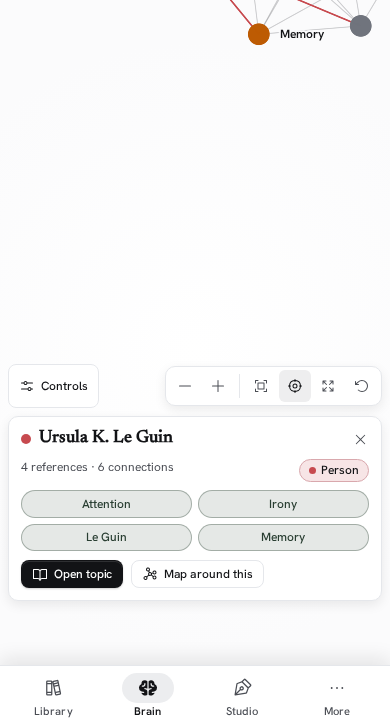 Memory
Controls
Ursula K. Le Guin
4 references · 6 connections
Person
Attention
Irony
Le Guin
Memory
Open topic
Map around this
Library
Brain
Studio
More